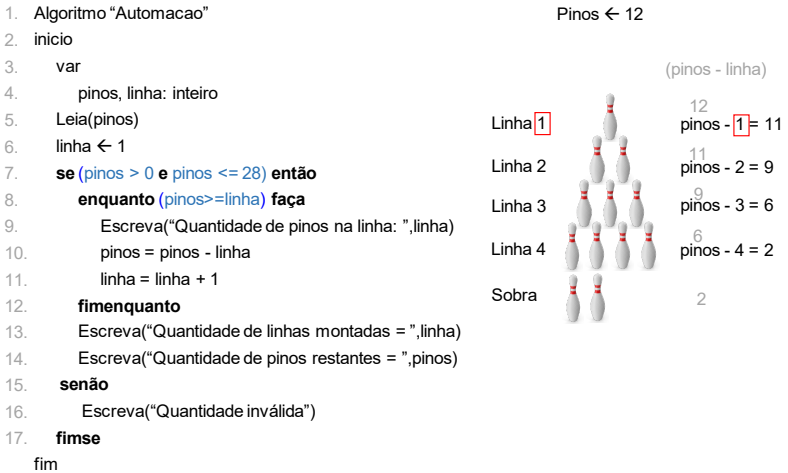 1. Algoritmo “Automacao”
2. inicio
3. var
4. pinos, linha: inteiro
5. Leia(pinos)
6. linha ← 1
7. se (pinos > 0 e pinos <= 28) então
8. enquanto (pinos>=linha) faça
9. Escreva(“Quantidade de pinos na linha: ”,linha)
10. pinos = pinos - linha
11. linha = linha + 1
12. fimenquanto
13. Escreva(“Quantidade de linhas montadas = ”,linha)
14. Escreva(“Quantidade de pinos restantes = ”,pinos)
15. senão
16. Escreva(“Quantidade inválida”)
17. fimse
fim
Pinos ← 12
(pinos - linha)
12
Linha 1 pinos - 1 = 11
11
Linha 2 pinos - 2 = 9
9
Linha 3 pinos - 3 = 6
6
Linha 4 pinos - 4 = 2
Sobra 2